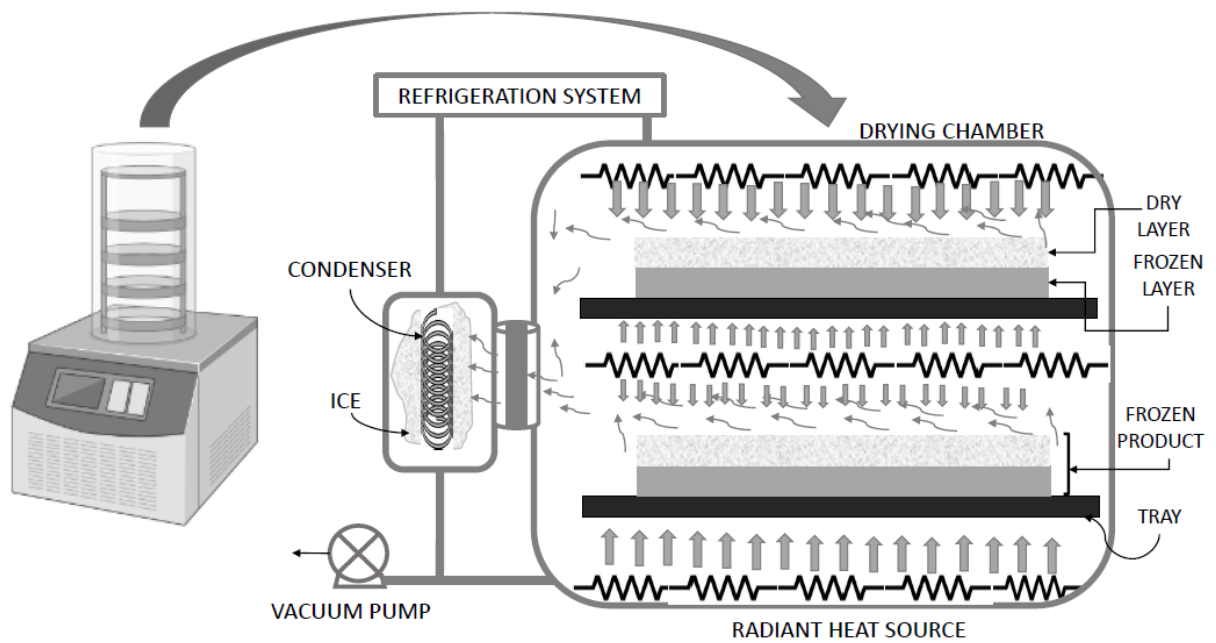 REFRIGERATION SYSTEM
DRYING CHAMBER
DRY
LAYER
FROZEN
LAYER
CONDENSER
ICE
FROZEN
PRODUCT
TRAY
VACUUM PUMP
RADIANT HEAT SOURCE